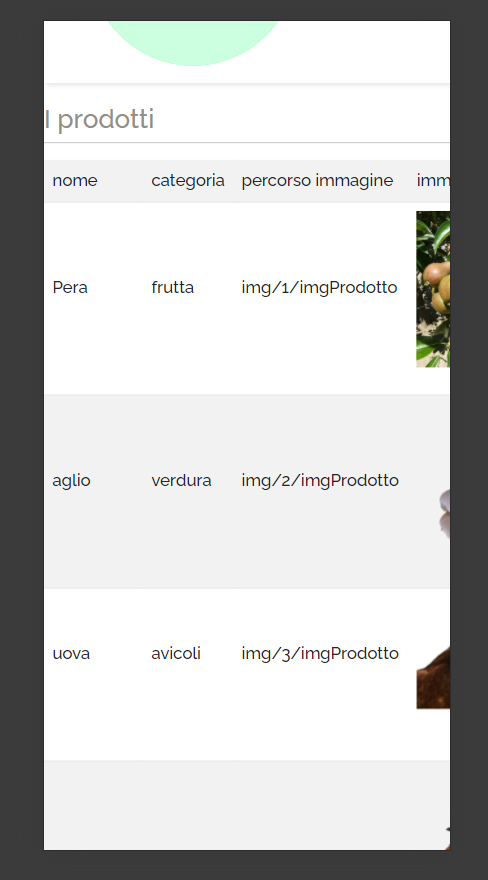 I prodotti
nome categoria percorso immagine imm
Pera frutta img/1/imgProdotto
aglio verdura img/2/imgProdotto
uova avicoli img/3/imgProdotto